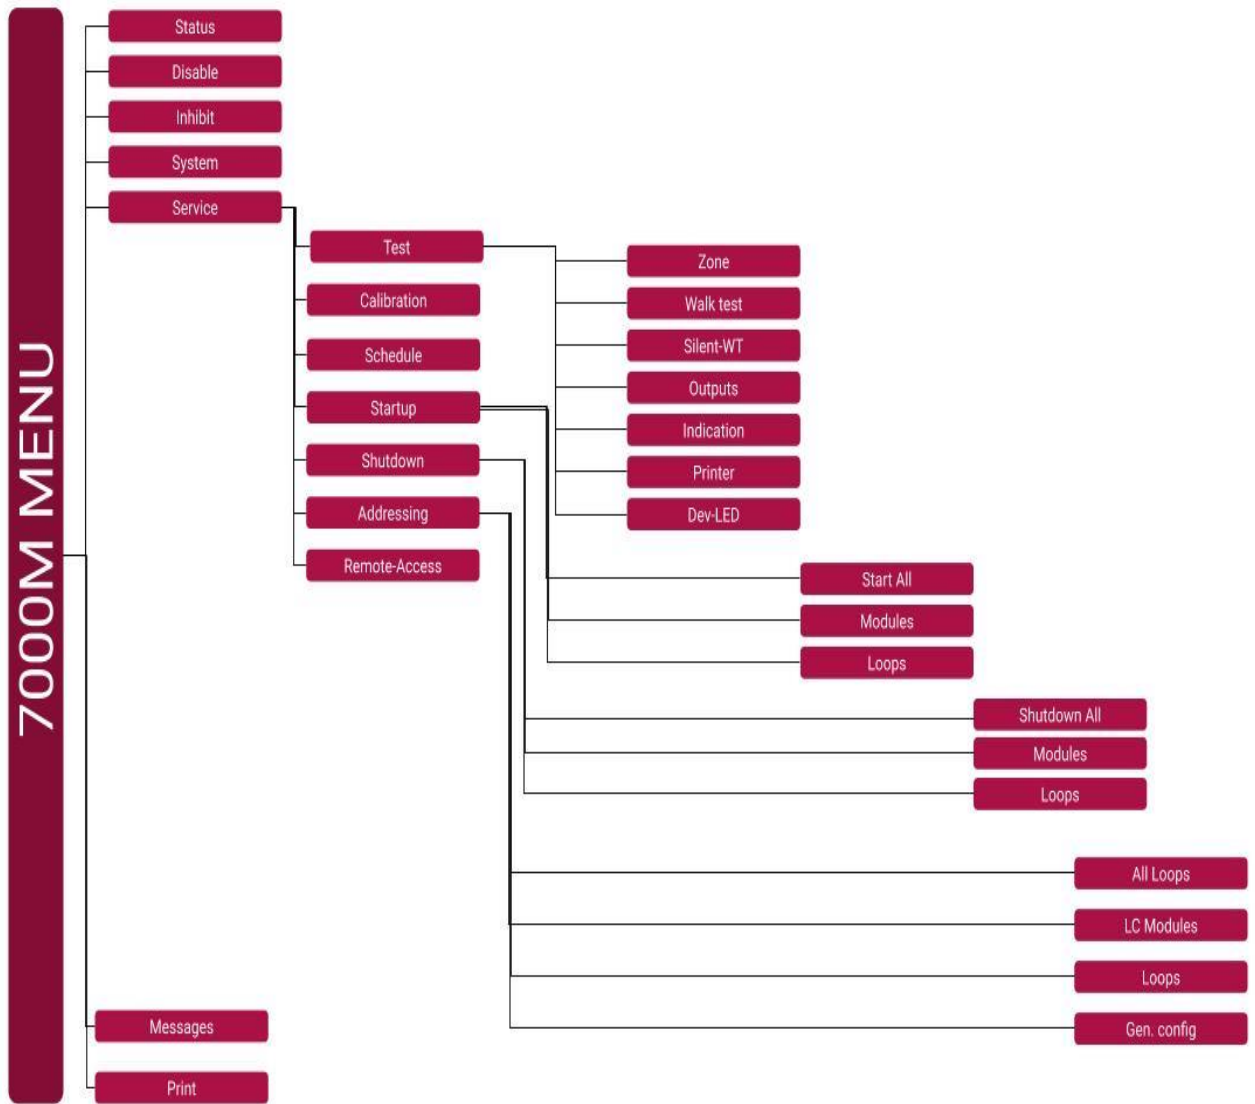 7000M MENU
Status
Disable
Inhibit
System
Service
Test
Calibration
Schedule
Startup
Shutdown
Addressing
Remote-Access
Zone
Walk test
Silent-WT
Outputs
Indication
Printer
Dev-LED
Start All
Modules
Loops
Shutdown All
Modules
Loops
All Loops
LC Modules
Loops
Gen. config
Messages
Print